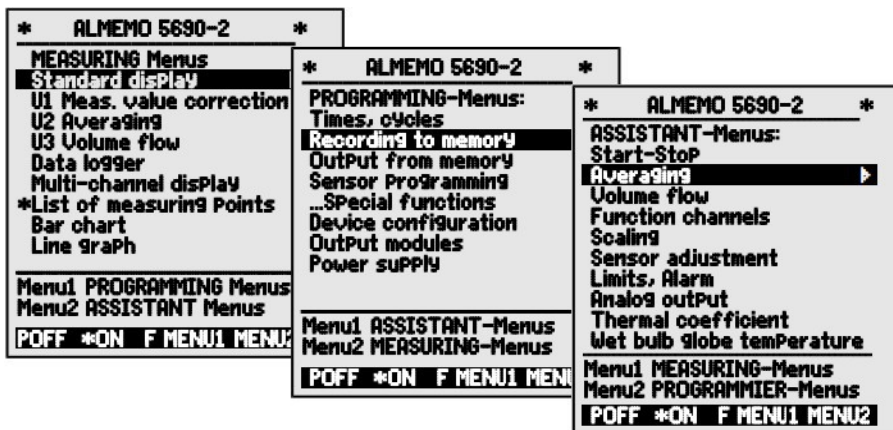 * ALMEMO 5690-2 *
MEASURING Menus
Standard display
U1 Meas. value correction
U2 Averaging
U3 Volume flow
Data logger
Multi-channel display
*List of measuring points
Bar chart
Line graph
Menu1 PROGRAMMING Menus
Menu2 ASSISTANT Menus
POFF *ON F MENU1 MENU2
* ALMEMO 5690-2 *
PROGRAMMING-Menus:
Times, cycles
Recording to memory
Output from memory
Sensor Programming
...Special functions
Device configuration
Output modules
Power supply
Menu1 ASSISTANT-Menus
Menu2 MEASURING-Menus
POFF *ON F MENU1 MEN
* ALMEMO 5690-2 *
ASSISTANT-Menus:
Start-Stop
Averaging
Volume flow
Function channels
Scaling
Sensor adjustment
Limits, Alarm
Analog output
Thermal coefficient
Wet bulb globe temperature
Menu1 MEASURING-Menus
Menu2 PROGRAMMIER-Menus
POFF *ON F MENU1 MENU2